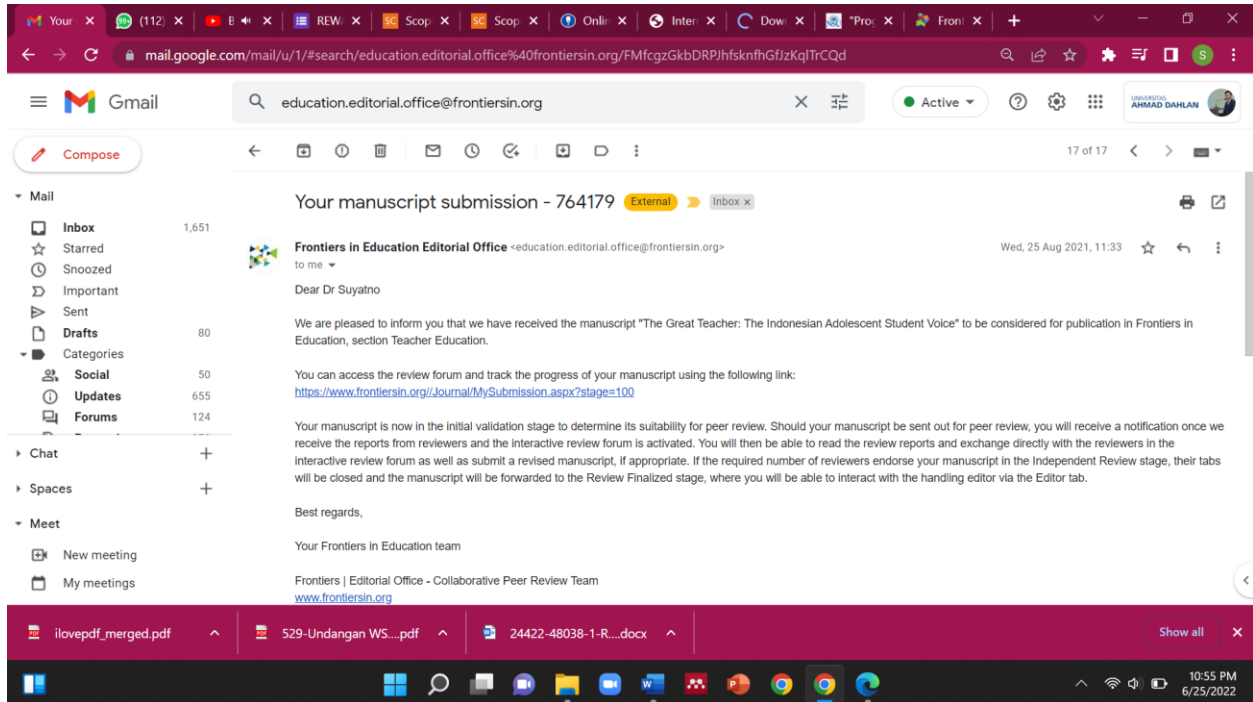 Your
(112)
B
REW/
Scop
Scop
Onlin
Inter
Down
"Prog
Front
mail.google.com/mail/u/1/#search/education.editorial.office%40frontiersin.org/FMfcgzGkbDRPJhfsknfhGfJzKqlTrCQd
S
Gmail
education.editorial.office@frontiersin.org
Active
UNIVERSITAS
AHMAD DAHLAN
Compose
17 of 17
Mail
Inbox 1,651
Starred
Snoozed
Important
Sent
Drafts 80
Categories
Social 50
Updates 655
Forums 124
Chat
Spaces
Meet
New meeting
My meetings
Your manuscript submission - 764179 External Inbox x
Frontiers in Education Editorial Office <education.editorial.office@frontiersin.org> Wed, 25 Aug 2021, 11:33
to me
Dear Dr Suyatno
We are pleased to inform you that we have received the manuscript "The Great Teacher: The Indonesian Adolescent Student Voice" to be considered for publication in Frontiers in
Education, section Teacher Education.
You can access the review forum and track the progress of your manuscript using the following link:
https://www.frontiersin.org//Journal/MySubmission.aspx?stage=100
Your manuscript is now in the initial validation stage to determine its suitability for peer review. Should your manuscript be sent out for peer review, you will receive a notification once we
receive the reports from reviewers and the interactive review forum is activated. You will then be able to read the review reports and exchange directly with the reviewers in the
interactive review forum as well as submit a revised manuscript, if appropriate. If the required number of reviewers endorse your manuscript in the Independent Review stage, their tabs
will be closed and the manuscript will be forwarded to the Review Finalized stage, where you will be able to interact with the handling editor via the Editor tab.
Best regards,
Your Frontiers in Education team
Frontiers | Editorial Office - Collaborative Peer Review Team
www.frontiersin.org
ilovepdf_merged.pdf
529-Undangan WS....pdf
24422-48038-1-R....docx
Show all
10:55 PM
6/25/2022